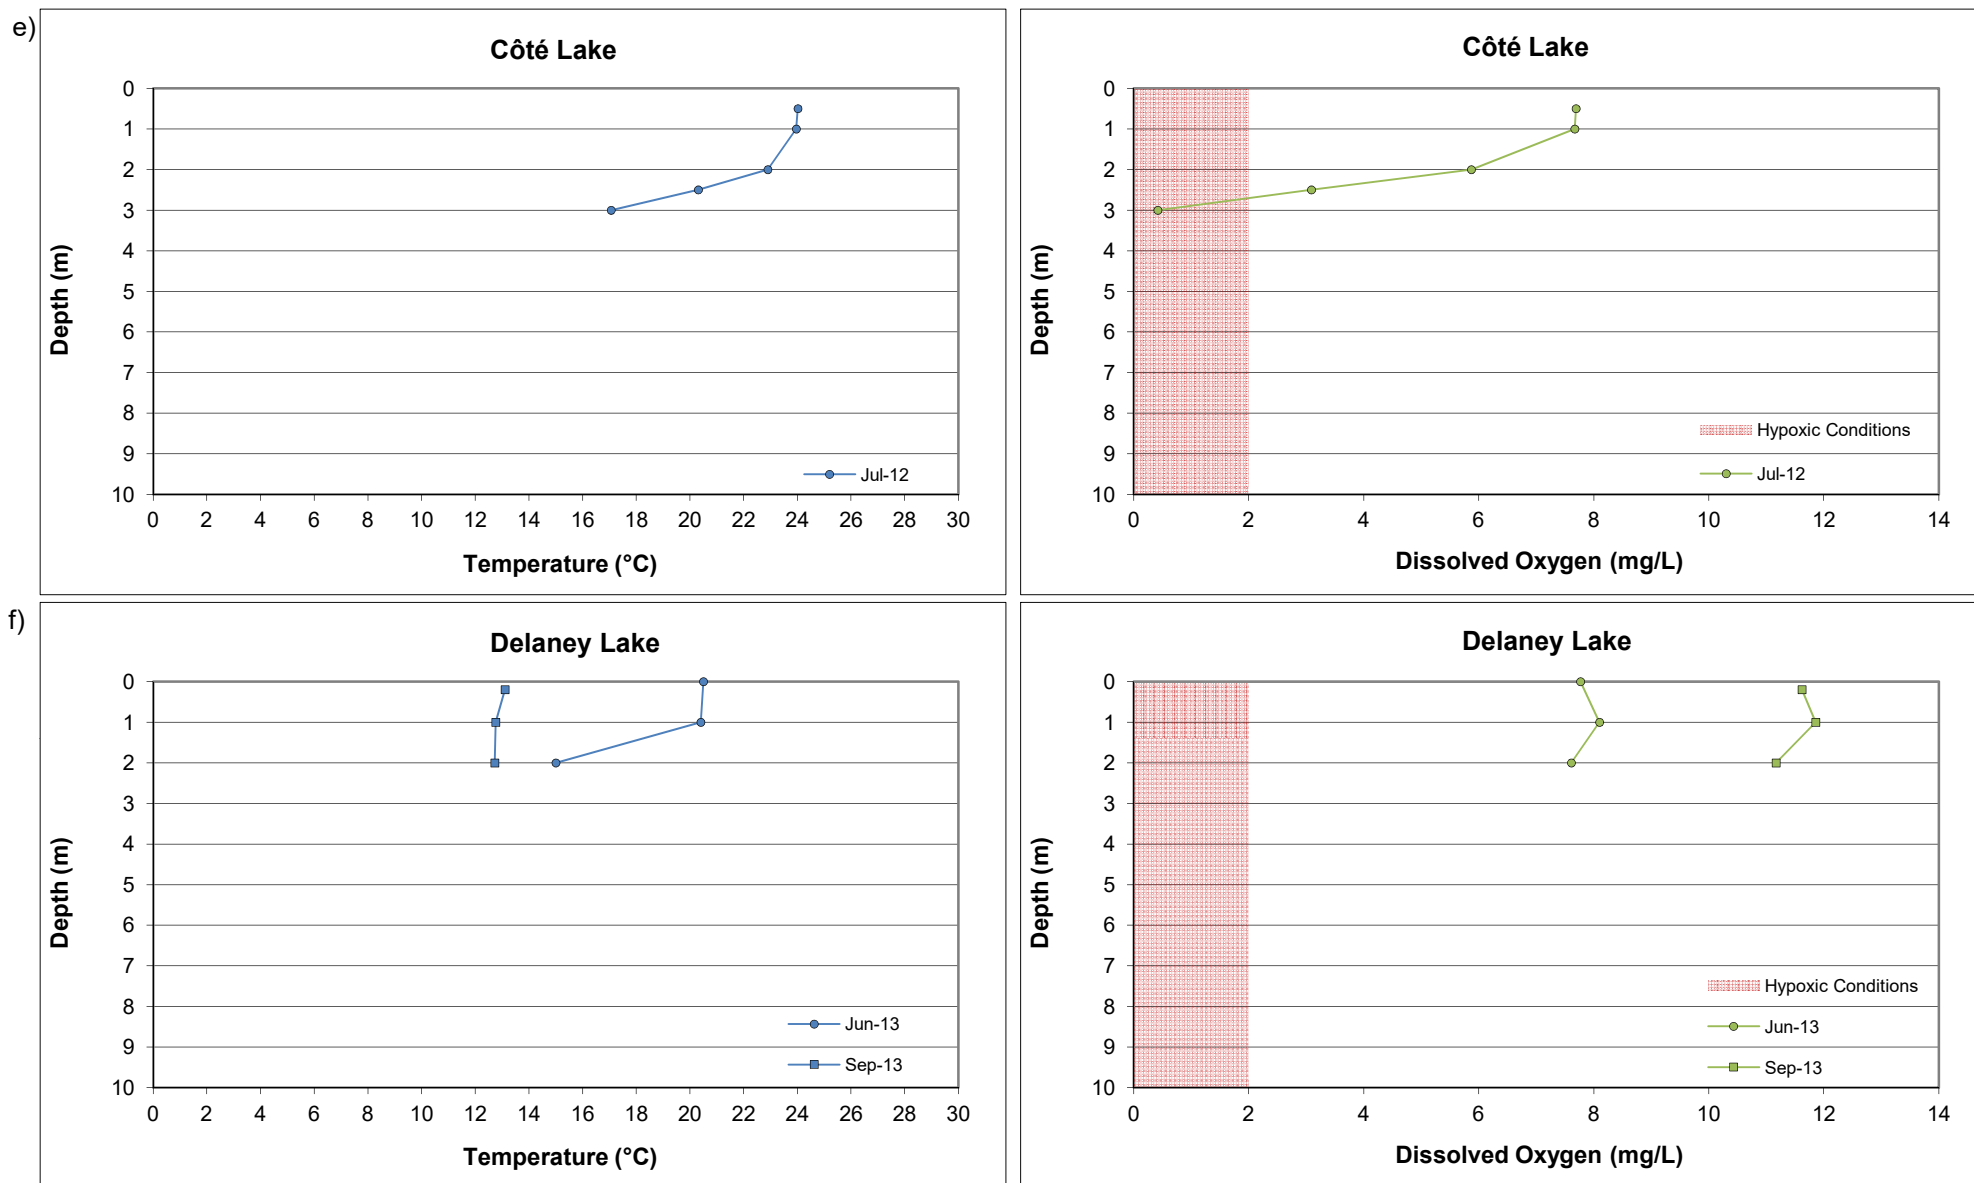 e)
Côté Lake
0
1
2
3
4
5
6
7
8
9
10
Depth (m)
Jul-12
0 2 4 6 8 10 12 14 16 18 20 22 24 26 28 30
Temperature (°C)
Côté Lake
0
1
2
3
4
5
6
7
8
9
10
Depth (m)
Hypoxic Conditions
Jul-12
0 2 4 6 8 10 12 14
Dissolved Oxygen (mg/L)
f)
Delaney Lake
0
1
2
3
4
5
6
7
8
9
10
Depth (m)
Jun-13
Sep-13
0 2 4 6 8 10 12 14 16 18 20 22 24 26 28 30
Temperature (°C)
Delaney Lake
0
1
2
3
4
5
6
7
8
9
10
Depth (m)
Hypoxic Conditions
Jun-13
Sep-13
0 2 4 6 8 10 12 14
Dissolved Oxygen (mg/L)